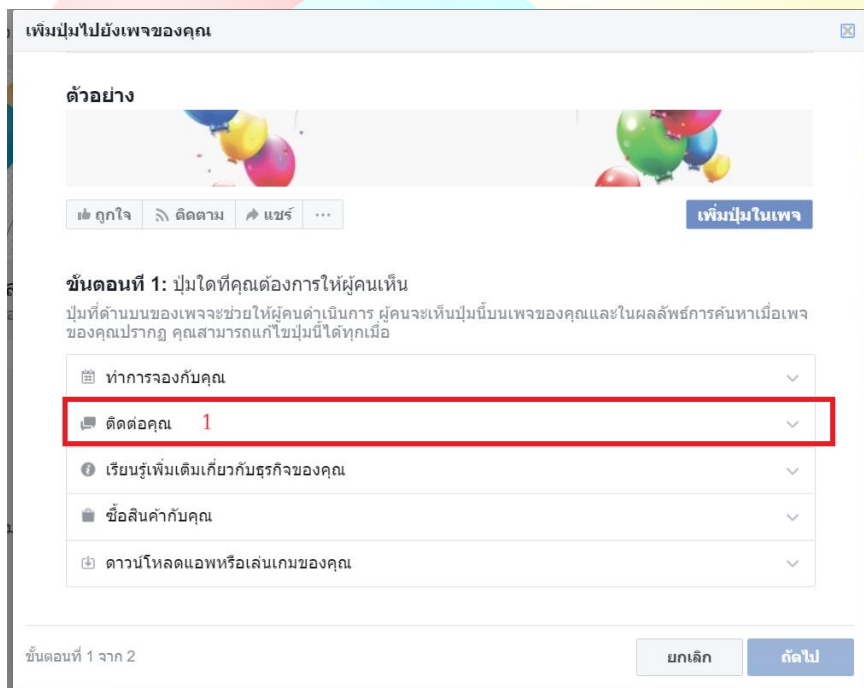 เพิ่มปุ่มไปยังเพจของคุณ
ตัวอย่าง
ถูกใจ ติดตาม แชร์ ...
เพิ่มปุ่มในเพจ
ขั้นตอนที่ 1: ปุ่มใดที่คุณต้องการให้ผู้คนเห็น
ปุ่มที่ด้านบนของเพจจะช่วยให้ผู้คนดำเนินการ ผู้คนจะเห็นปุ่มนี้บนเพจของคุณและในผลลัพธ์การค้นหาเมื่อเพจ
ของคุณปรากฏ คุณสามารถแก้ไขปุ่มนี้ได้ทุกเมื่อ
ทำการจองกับคุณ
ติดต่อคุณ 1
เรียนรู้เพิ่มเติมเกี่ยวกับธุรกิจของคุณ
ซื้อสินค้ากับคุณ
ดาวน์โหลดแอพหรือเล่นเกมของคุณ
ขั้นตอนที่ 1 จาก 2
ยกเลิก
ถัดไป